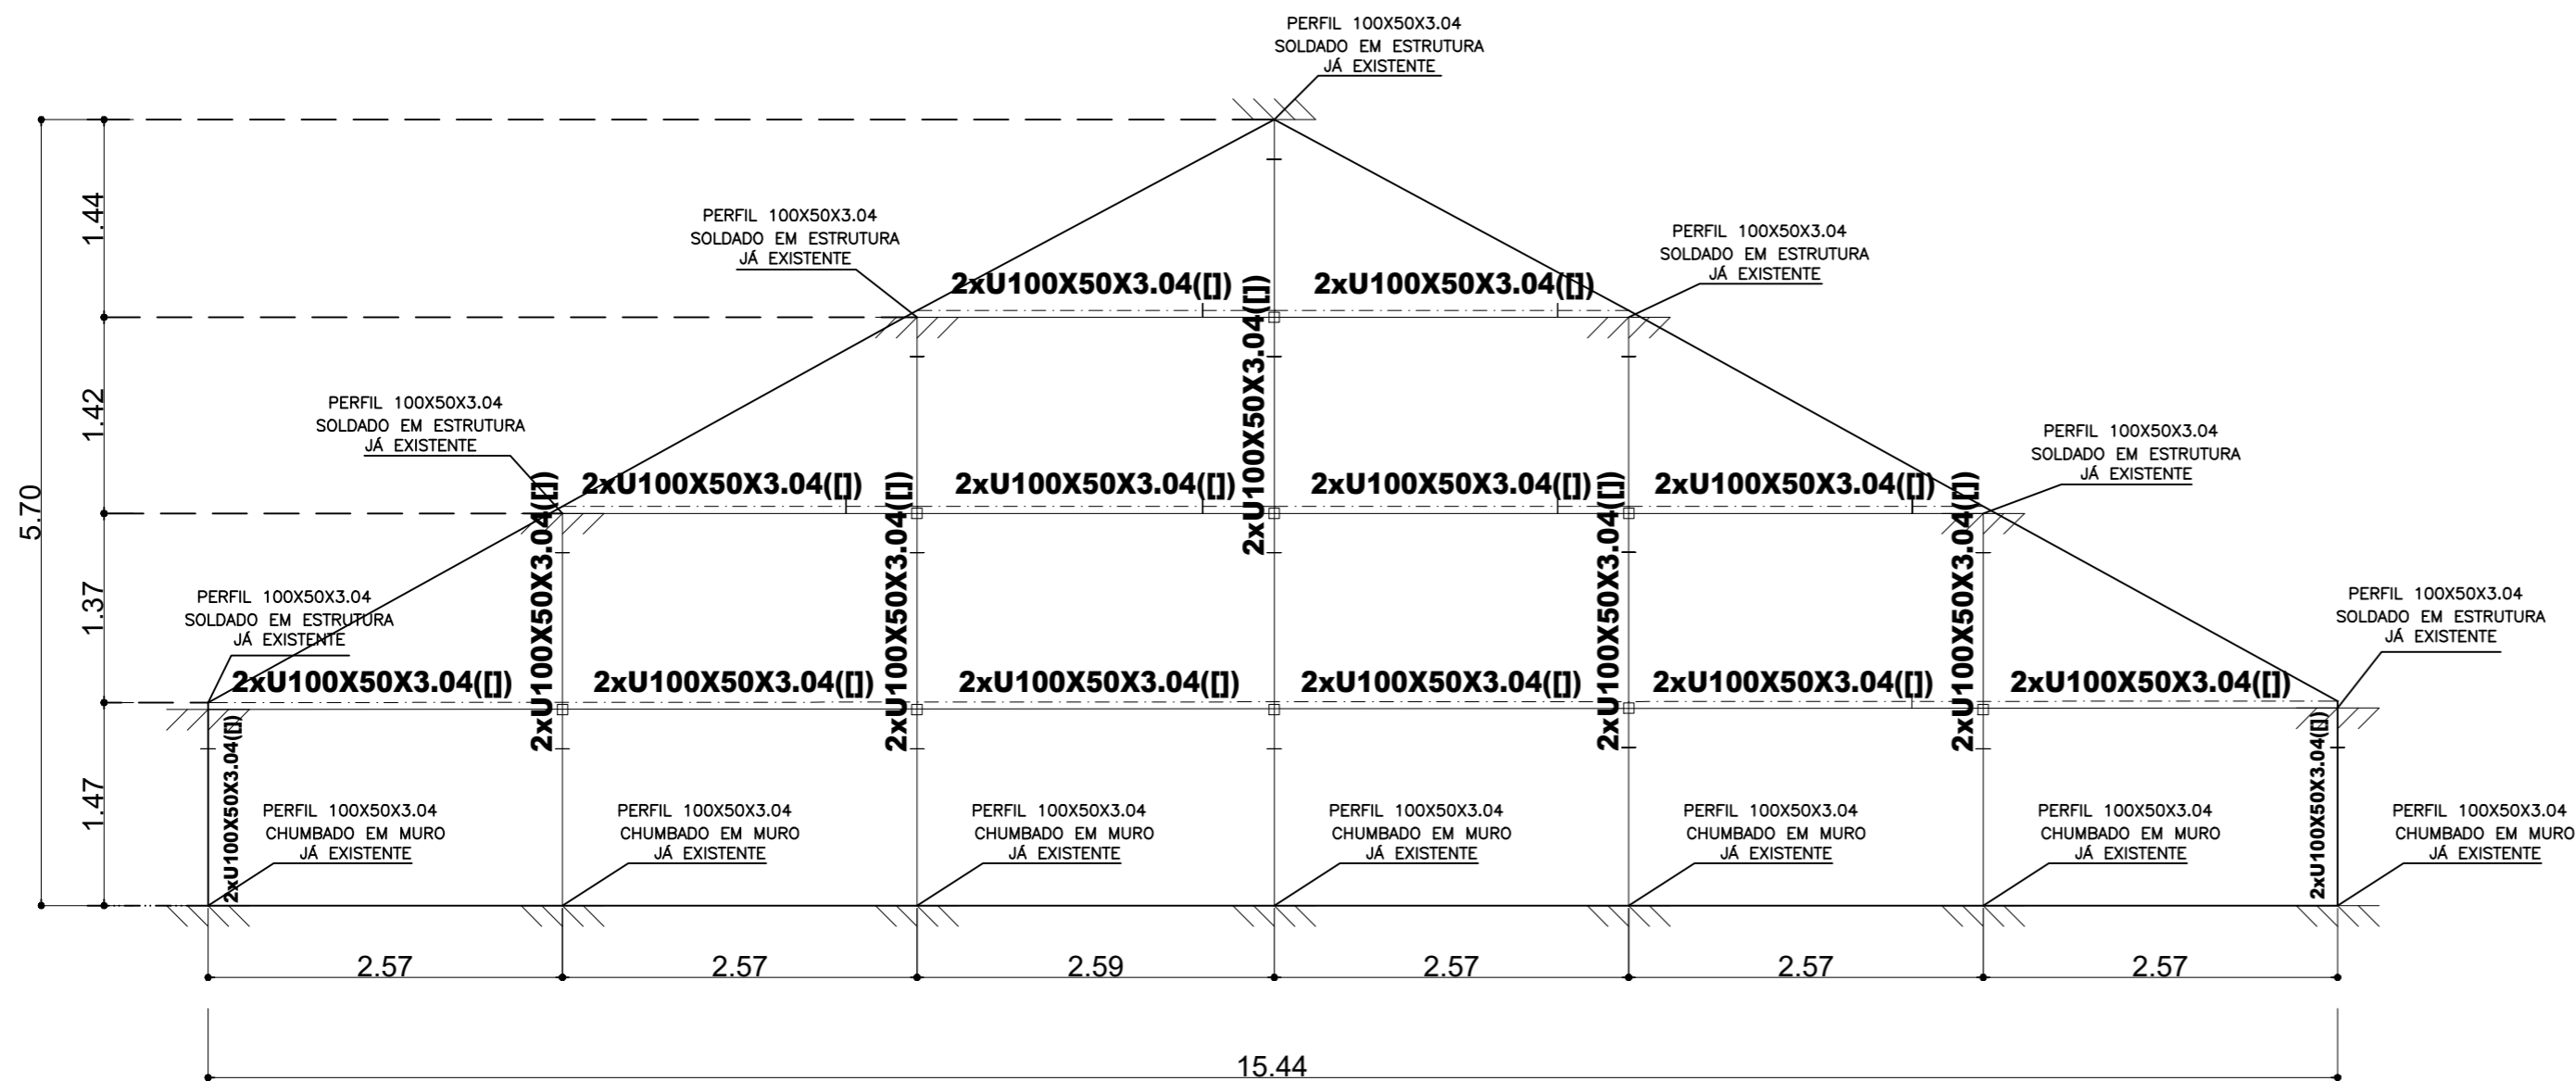 PERFIL 100X50X3.04
SOLDADO EM ESTRUTURA
JÁ EXISTENTE
PERFIL 100X50X3.04
SOLDADO EM ESTRUTURA
JÁ EXISTENTE
PERFIL 100X50X3.04
SOLDADO EM ESTRUTURA
JÁ EXISTENTE
1.44
2xU100X50X3.04([])
2xU100X50X3.04([])
2xU100X50X3.04([])
PERFIL 100X50X3.04
SOLDADO EM ESTRUTURA
JÁ EXISTENTE
PERFIL 100X50X3.04
SOLDADO EM ESTRUTURA
JÁ EXISTENTE
1.42
5.70
2xU100X50X3.04([])
2xU100X50X3.04([])
2xU100X50X3.04([])
2xU100X50X3.04([])
2xU100X50X3.04([])
2xU100X50X3.04([])
2xU100X50X3.04([])
2xU100X50X3.04([])
PERFIL 100X50X3.04
SOLDADO EM ESTRUTURA
JÁ EXISTENTE
PERFIL 100X50X3.04
SOLDADO EM ESTRUTURA
JÁ EXISTENTE
1.37
2xU100X50X3.04([])
2xU100X50X3.04([])
2xU100X50X3.04([])
2xU100X50X3.04([])
2xU100X50X3.04([])
2xU100X50X3.04([])
1.47
2xU100X50X3.04([])
2xU100X50X3.04([])
PERFIL 100X50X3.04
CHUMBADO EM MURO
JÁ EXISTENTE
PERFIL 100X50X3.04
CHUMBADO EM MURO
JÁ EXISTENTE
PERFIL 100X50X3.04
CHUMBADO EM MURO
JÁ EXISTENTE
PERFIL 100X50X3.04
CHUMBADO EM MURO
JÁ EXISTENTE
PERFIL 100X50X3.04
CHUMBADO EM MURO
JÁ EXISTENTE
PERFIL 100X50X3.04
CHUMBADO EM MURO
JÁ EXISTENTE
PERFIL 100X50X3.04
CHUMBADO EM MURO
JÁ EXISTENTE
2.57
2.57
2.59
2.57
2.57
2.57
15.44